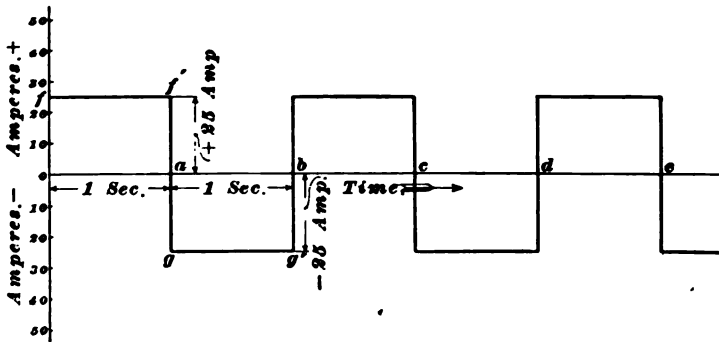 Amperes.+
Amperes.−
50
40
30
20
10
0
10
20
30
40
50
f
f'
+25 Amp
a
b
c
d
e
1 Sec.
1 Sec.
Time.
g
g'
−25 Amp.